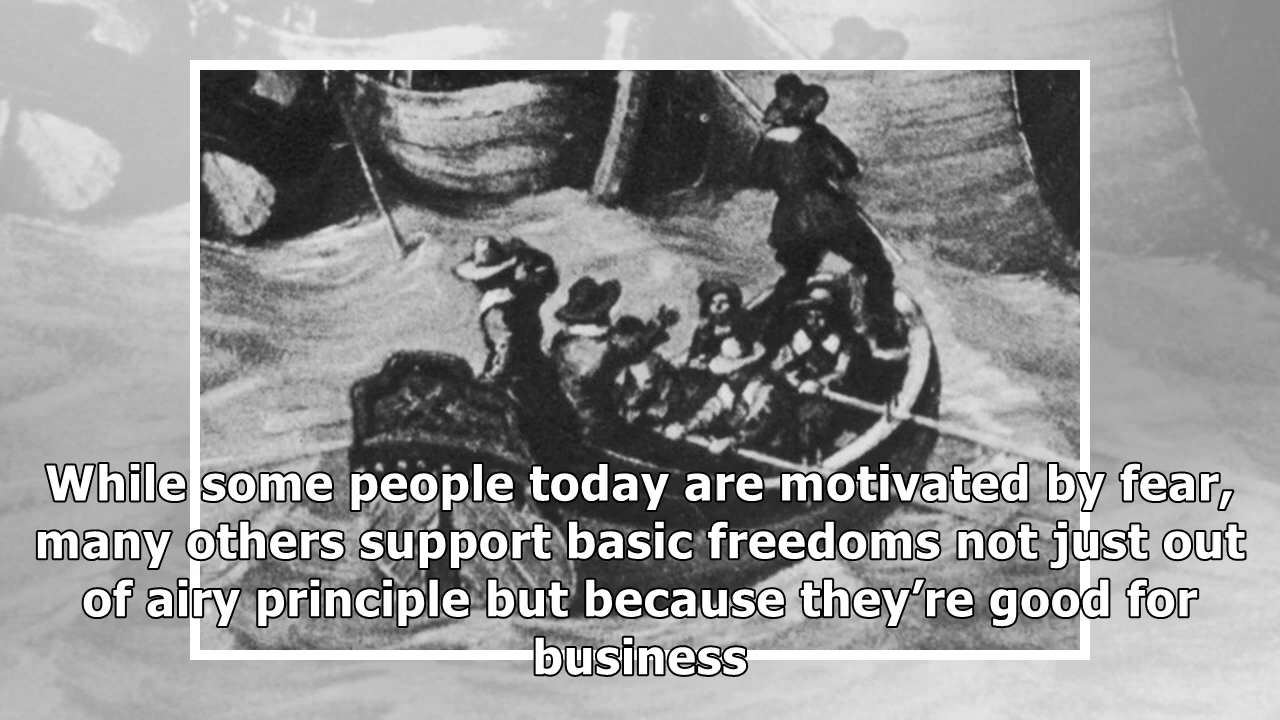 While some people today are motivated by fear,
many others support basic freedoms not just out
of airy principle but because they’re good for
business